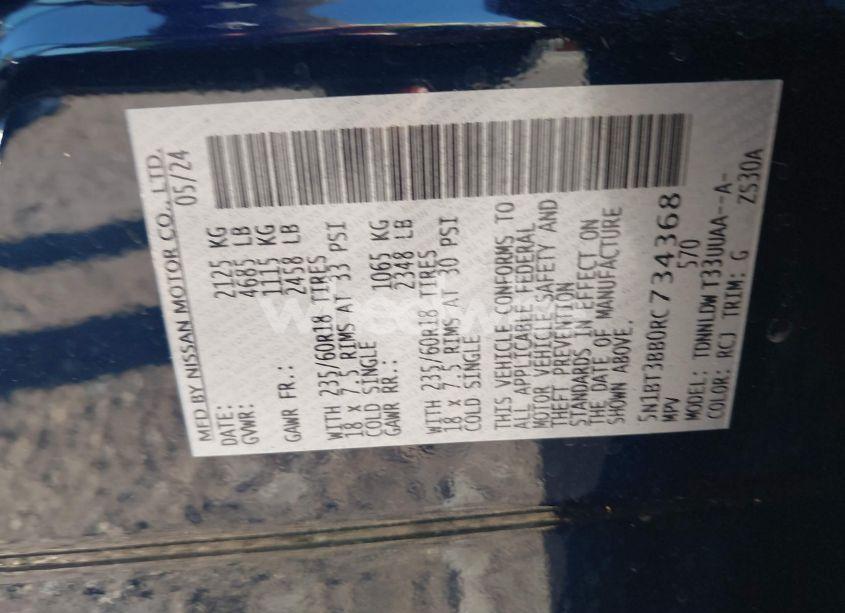 MFD BY NISSAN MOTOR CO., LTD.
DATE: 05/24
GVWR: 2125 KG
4685 LB
GAWR FR.: 1115 KG
2458 LB
WITH 235/60R18 TIRES
18 X 7.5 RIMS AT 33 PSI
COLD SINGLE
GAWR RR.: 1065 KG
2348 LB
WITH 235/60R18 TIRES
18 X 7.5 RIMS AT 30 PSI
COLD SINGLE
THIS VEHICLE CONFORMS TO
ALL APPLICABLE FEDERAL
MOTOR VEHICLE SAFETY AND
THEFT PREVENTION
STANDARDS IN EFFECT ON
THE DATE OF MANUFACTURE
SHOWN ABOVE.
5N1BT3BB0RC734368
MPV 570
MODEL: TDNNLDW T33UUAA--A-
COLOR: RCJ TRIM: G ZS30A